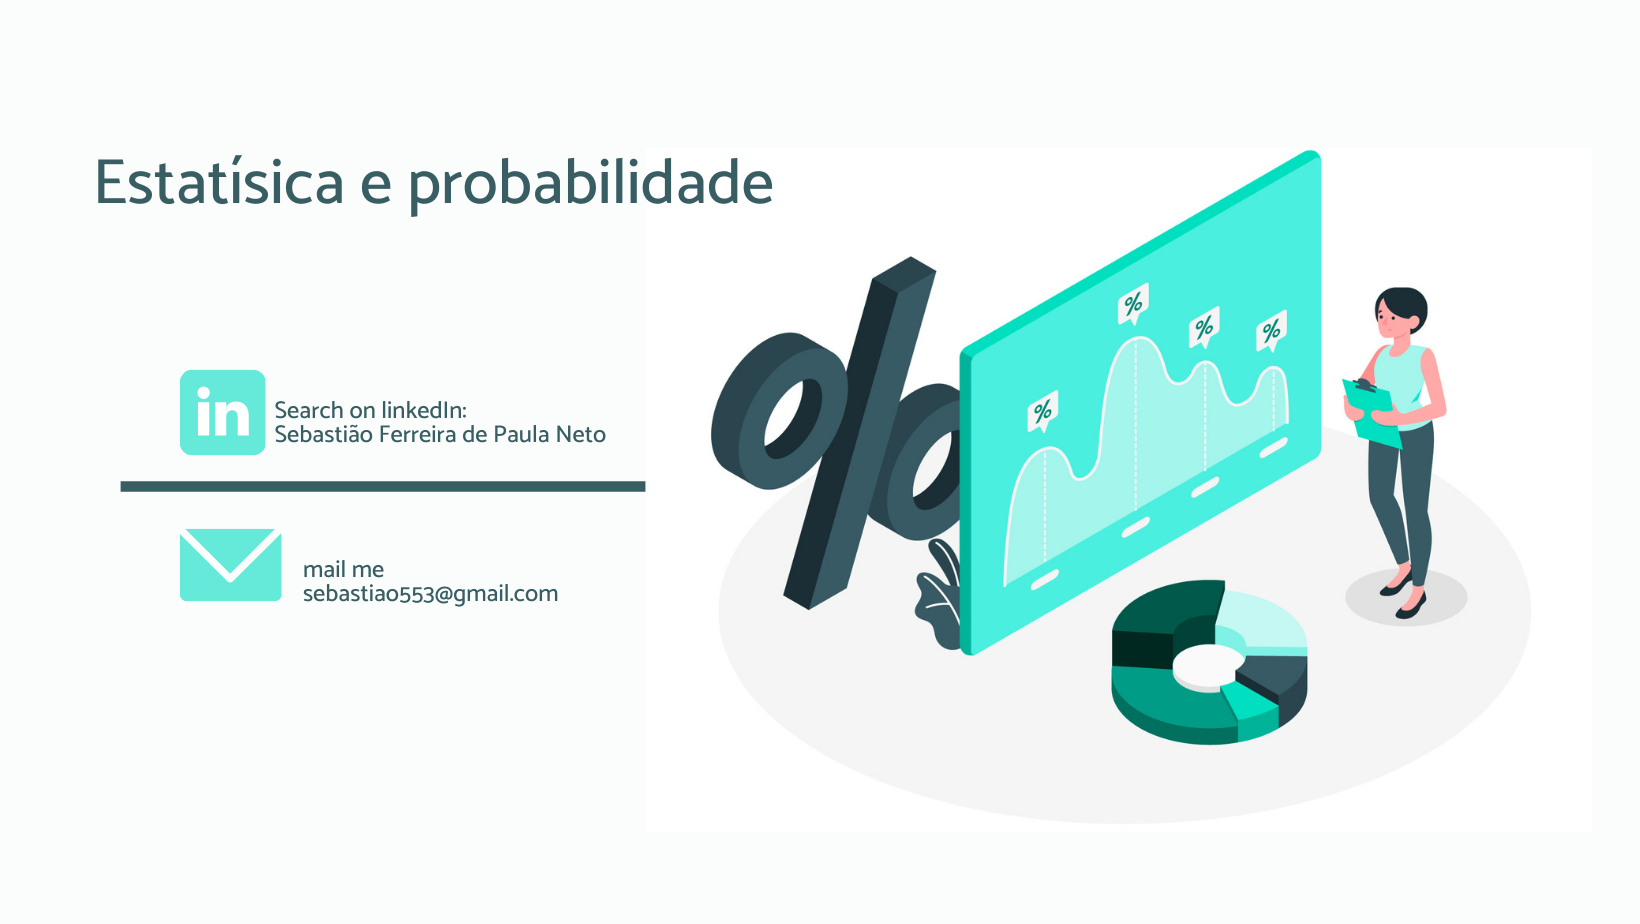 Estatísica e probabilidade
in
Search on linkedIn:
Sebastião Ferreira de Paula Neto
mail me
sebastiao553@gmail.com
%
%
%
%
%